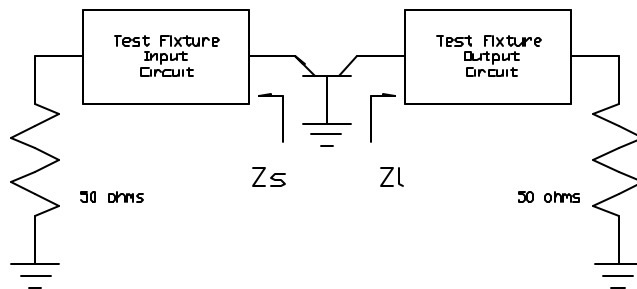 Test Fixture
Input
Circuit
Test Fixture
Output
Circuit
Zs
Zl
50 ohms
50 ohms